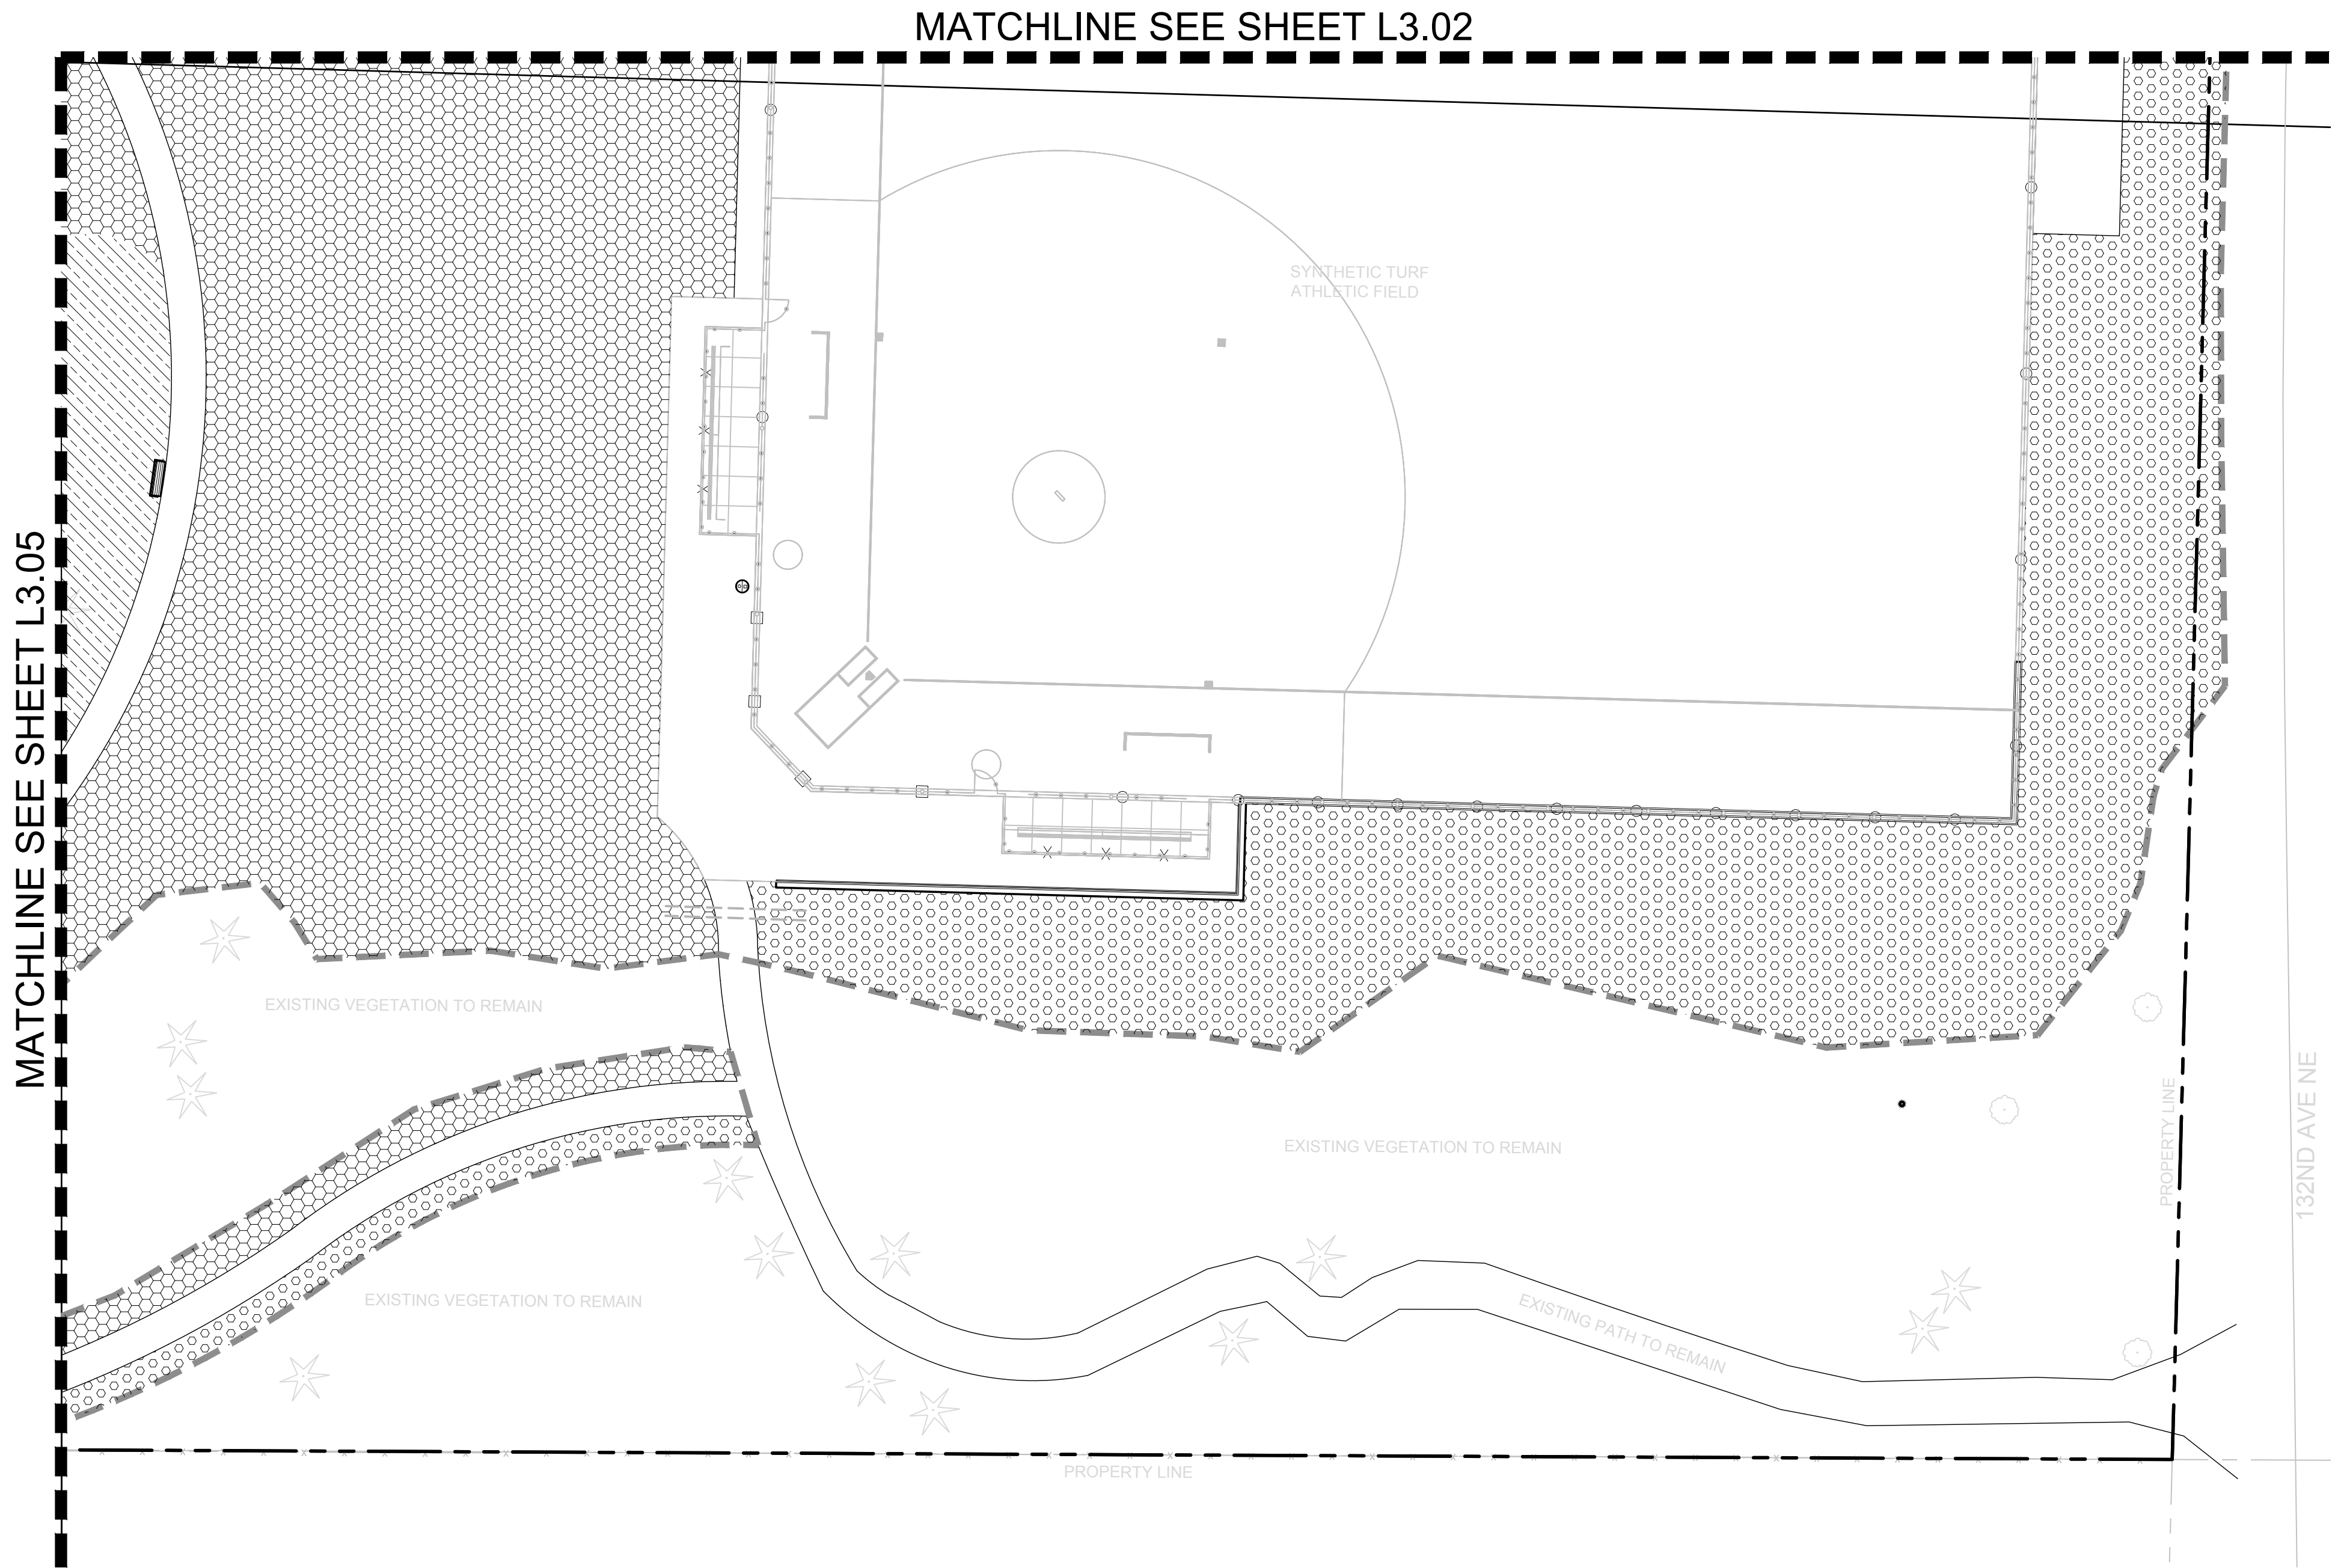 MATCHLINE SEE SHEET L3.02
SYNTHETIC TURF
ATHLETIC FIELD
MATCHLINE SEE SHEET L3.05
EXISTING VEGETATION TO REMAIN
EXISTING VEGETATION TO REMAIN
PROPERTY LINE
132ND AVE NE
EXISTING VEGETATION TO REMAIN
EXISTING PATH TO REMAIN
PROPERTY LINE